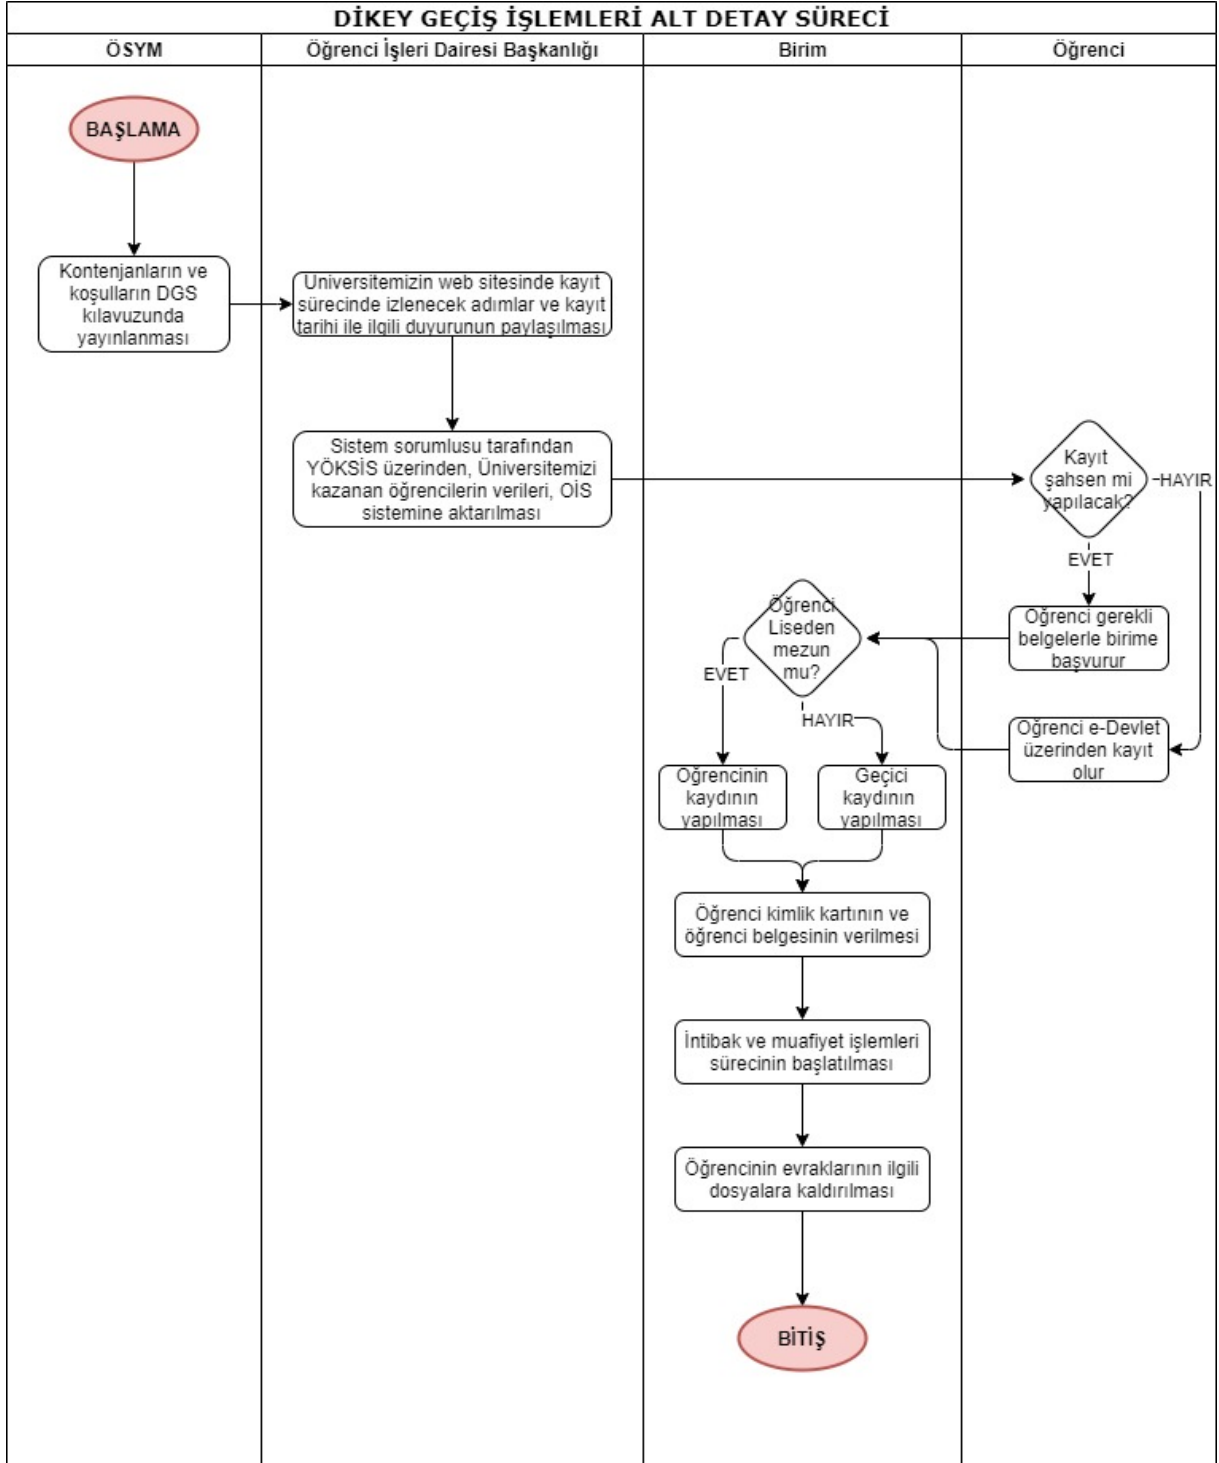 DİKEY GEÇİŞ İŞLEMLERİ ALT DETAY SÜRECİ
ÖSYM
Öğrenci İşleri Dairesi Başkanlığı
Birim
Öğrenci
BAŞLAMA
Kontenjanların ve
koşulların DGS
kılavuzunda
yayınlanması
Üniversitemizin web sitesinde kayıt
sürecinde izlenecek adımlar ve kayıt
tarihi ile ilgili duyurunun paylaşılması
Sistem sorumlusu tarafından
YÖKSİS üzerinden, Üniversitemizi
kazanan öğrencilerin verileri, OİS
sistemine aktarılması
Kayıt
şahsen mi
yapılacak?
HAYIR
EVET
Öğrenci gerekli
belgelerle birime
başvurur
Öğrenci e-Devlet
üzerinden kayıt
olur
Öğrenci
Liseden
mezun
mu?
EVET
HAYIR
Öğrencinin
kaydının
yapılması
Geçici
kaydının
yapılması
Öğrenci kimlik kartının ve
öğrenci belgesinin verilmesi
İntibak ve muafiyet işlemleri
sürecinin başlatılması
Öğrencinin evraklarının ilgili
dosyalara kaldırılması
BİTİŞ